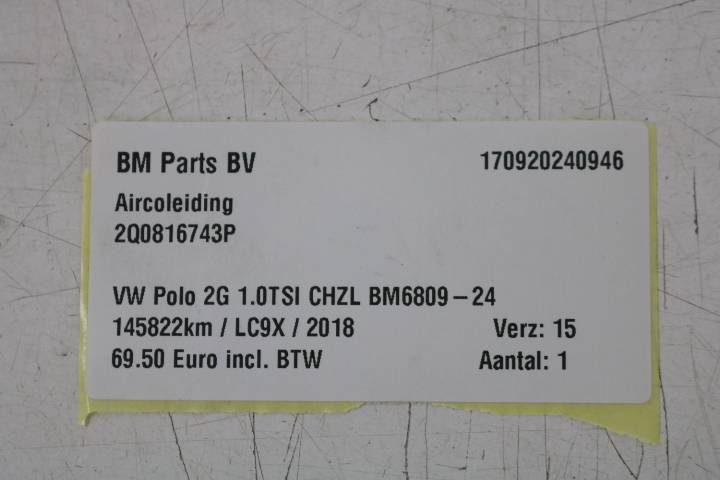 BM Parts BV 170920240946
Aircoleiding
2Q0816743P
VW Polo 2G 1.0TSI CHZL BM6809-24
145822km / LC9X / 2018 Verz: 15
69.50 Euro incl. BTW Aantal: 1